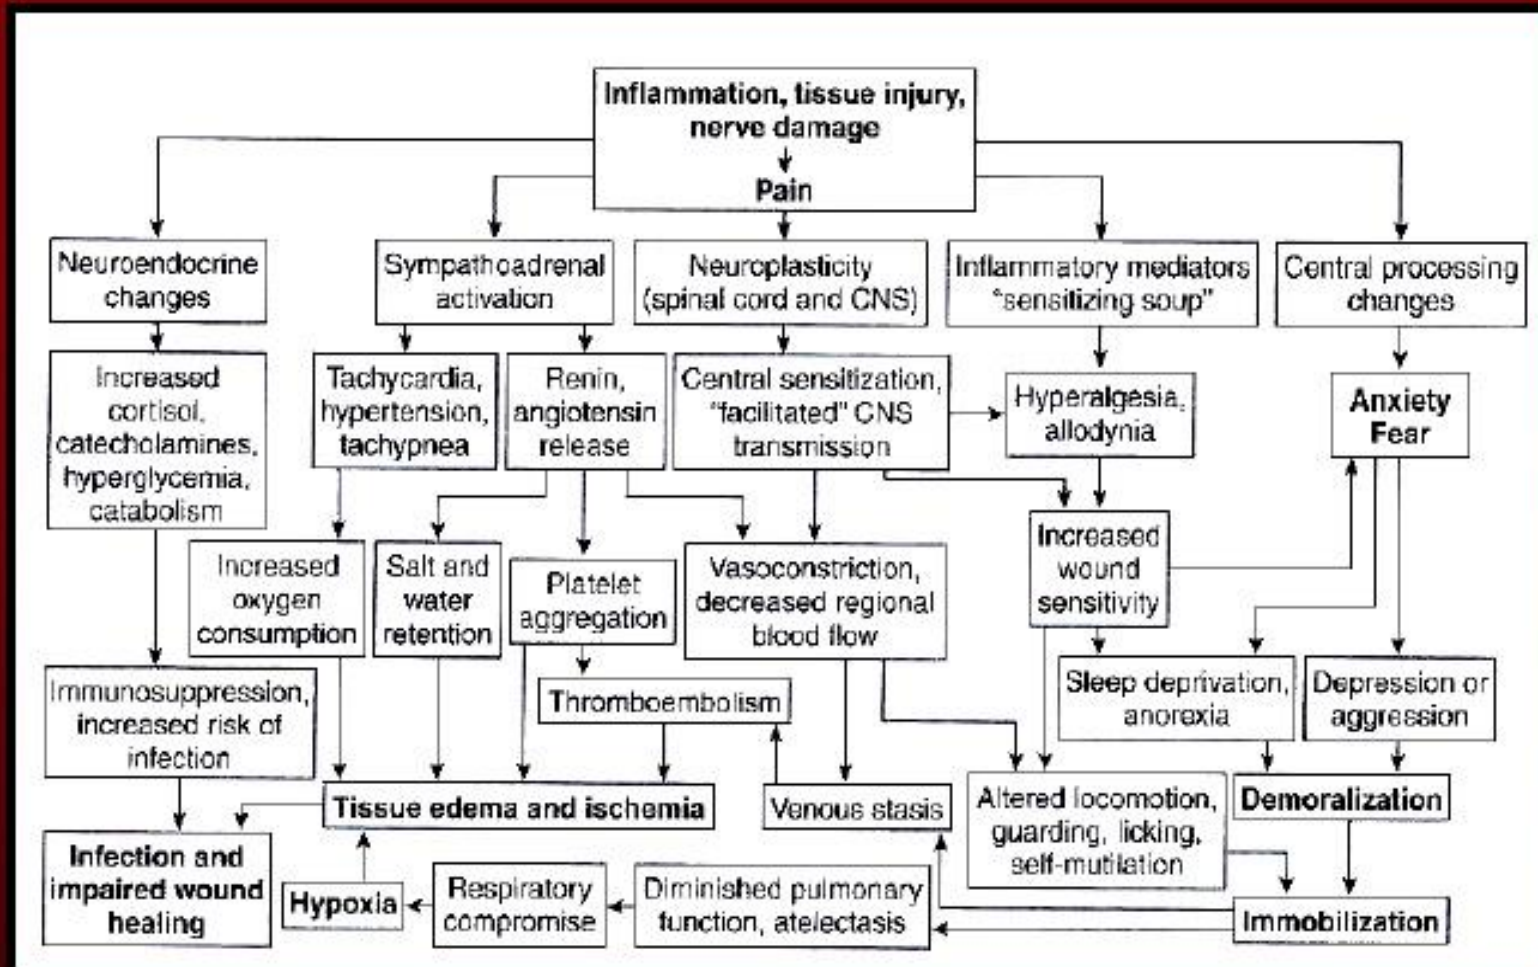 Inflammation, tissue injury,
nerve damage
Pain
Neuroendocrine
changes
Sympathoadrenal
activation
Neuroplasticity
(spinal cord and CNS)
Inflammatory mediators
"sensitizing soup"
Central processing
changes
Increased
cortisol,
catecholamines,
hyperglycemia,
catabolism
Tachycardia,
hypertension,
tachypnea
Renin,
angiotensin
release
Central sensitization,
"facilitated" CNS
transmission
Hyperalgesia,
allodynia
Anxiety
Fear
Increased
oxygen
consumption
Salt and
water
retention
Platelet
aggregation
Vasoconstriction,
decreased regional
blood flow
Increased
wound
sensitivity
Immunosuppression,
increased risk of
infection
Thromboembolism
Sleep deprivation,
anorexia
Depression or
aggression
Tissue edema and ischemia
Venous stasis
Altered locomotion,
guarding, licking,
self-mutilation
Demoralization
Infection and
impaired wound
healing
Hypoxia
Respiratory
compromise
Diminished pulmonary
function, atelectasis
Immobilization